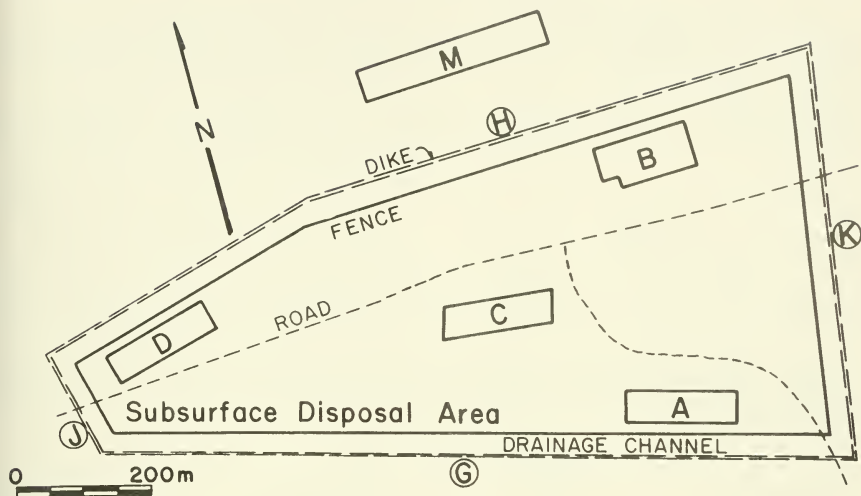 M
N
H
DIKE
B
FENCE
K
ROAD
C
D
Subsurface Disposal Area
A
J
DRAINAGE CHANNEL
G
0 200m